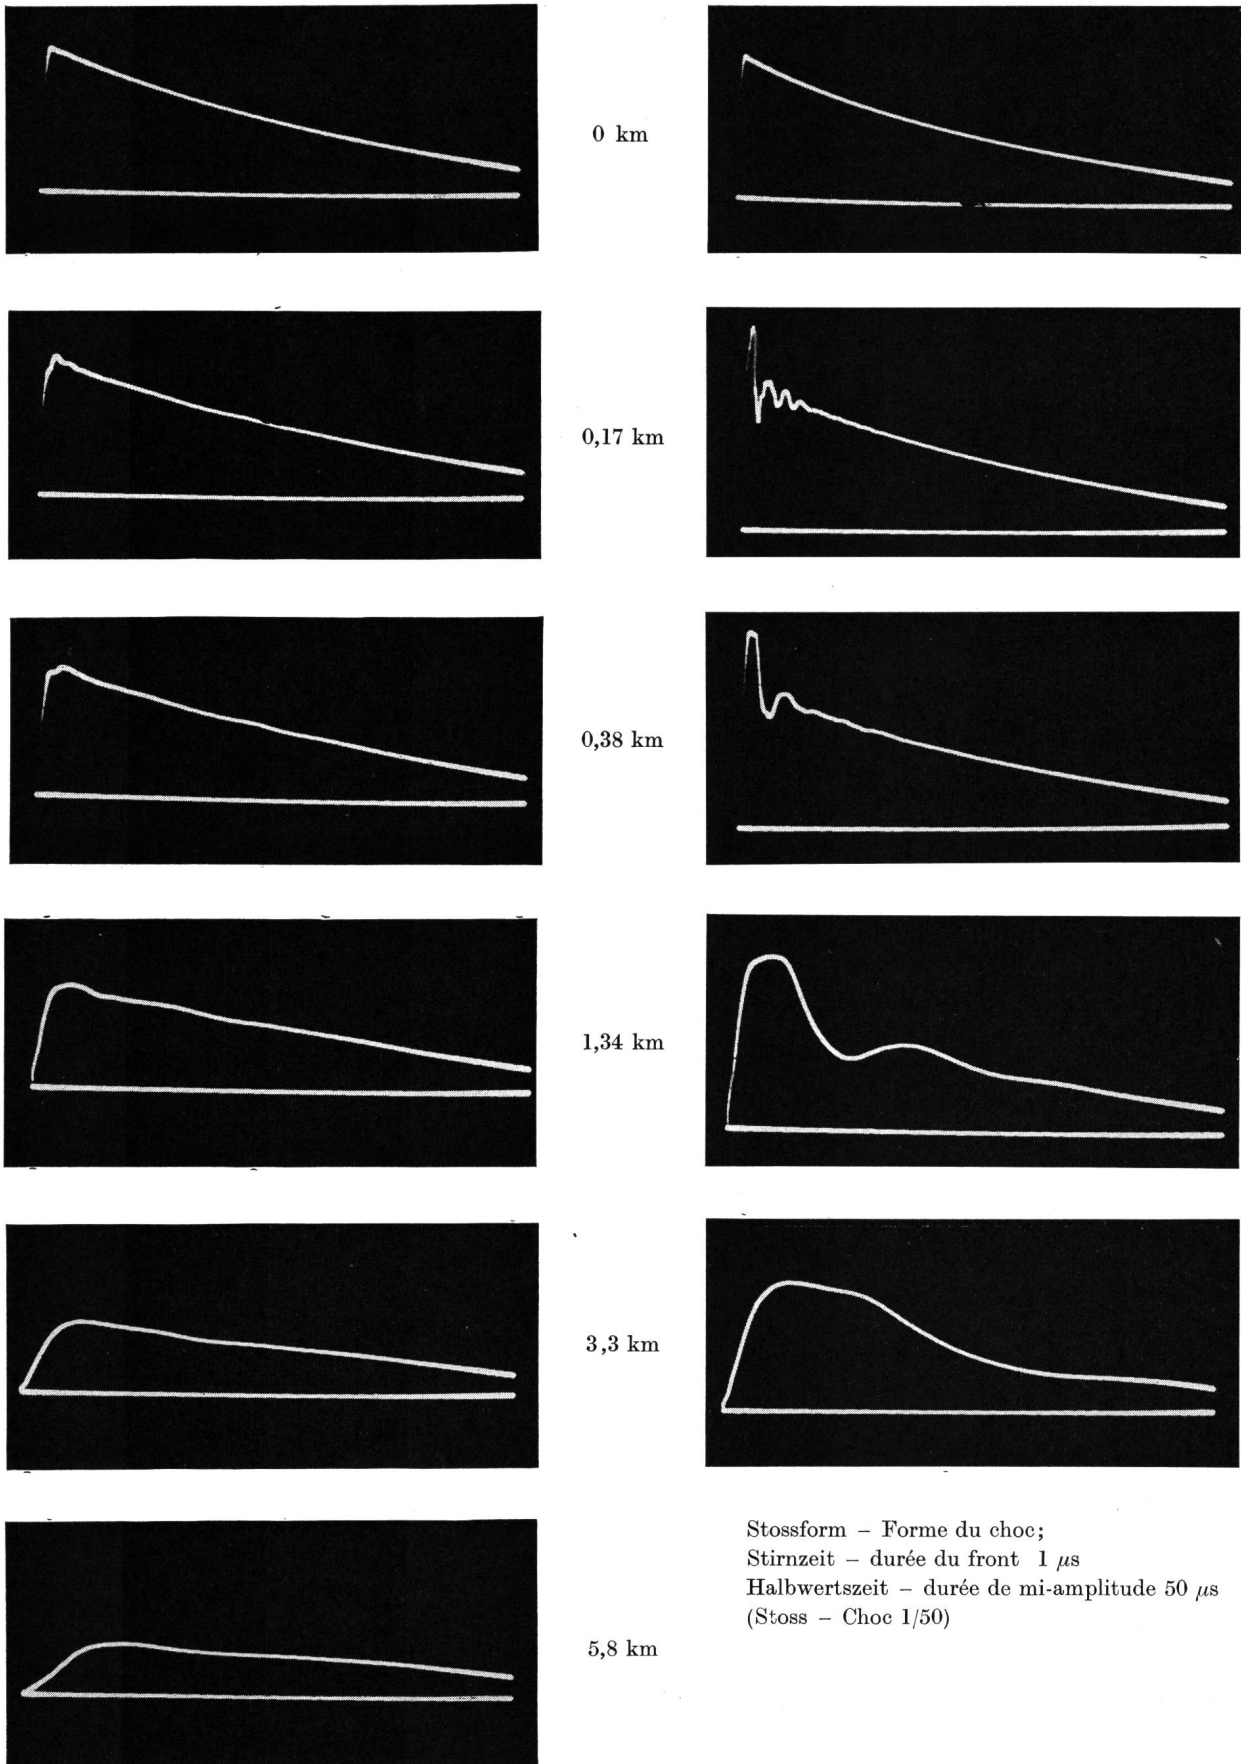 0 km
0,17 km
0,38 km
1,34 km
3,3 km
5,8 km
Stossform – Forme du choc;
Stirnzeit – durée du front 1 μs
Halbwertszeit – durée de mi-amplitude 50 μs
(Stoss – Choc 1/50)